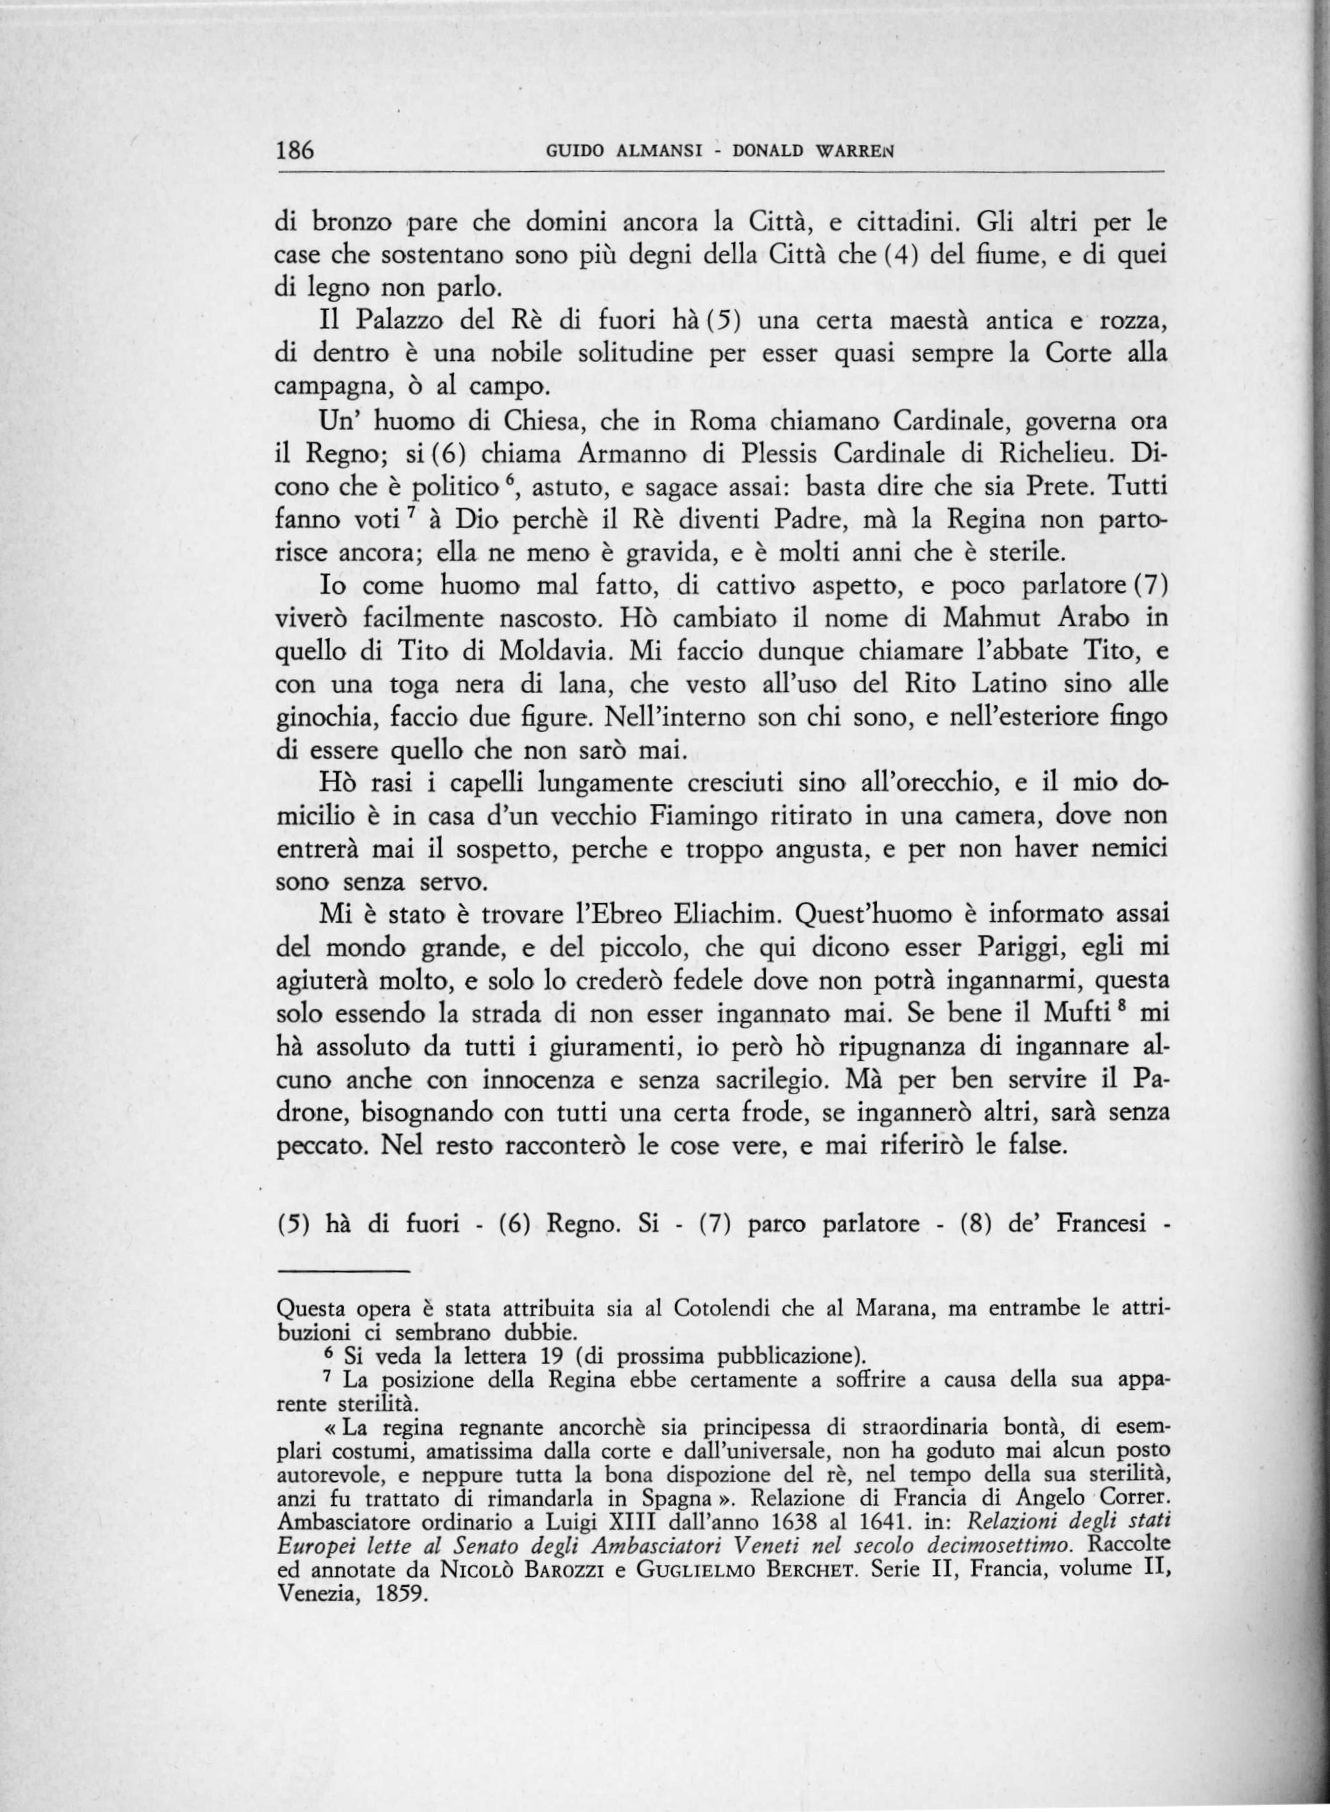 186
GUIDO ALMANSI - DONALD WARREN
di bronzo pare che domini ancora la Città, e cittadini. Gli altri per le
case che sostentano sono più degni della Città che (4) del fiume, e di quei
di legno non parlo.
Il Palazzo del Rè di fuori hà (5) una certa maestà antica e rozza,
di dentro è una nobile solitudine per esser quasi sempre la Corte alla
campagna, ò al campo.
Un' huomo di Chiesa, che in Roma chiamano Cardinale, governa ora
il Regno; si (6) chiama Armanno di Plessis Cardinale di Richelieu. Di-
cono che è politico ⁶, astuto, e sagace assai: basta dire che sia Prete. Tutti
fanno voti ⁷ à Dio perchè il Rè diventi Padre, mà la Regina non parto-
risce ancora; ella ne meno è gravida, e è molti anni che è sterile.
Io come huomo mal fatto, di cattivo aspetto, e poco parlatore (7)
viverò facilmente nascosto. Hò cambiato il nome di Mahmut Arabo in
quello di Tito di Moldavia. Mi faccio dunque chiamare l'abbate Tito, e
con una toga nera di lana, che vesto all'uso del Rito Latino sino alle
ginochia, faccio due figure. Nell'interno son chi sono, e nell'esteriore fingo
di essere quello che non sarò mai.
Hò rasi i capelli lungamente cresciuti sino all'orecchio, e il mio do-
micilio è in casa d'un vecchio Fiamingo ritirato in una camera, dove non
entrerà mai il sospetto, perche e troppo angusta, e per non haver nemici
sono senza servo.
Mi è stato è trovare l'Ebreo Eliachim. Quest'huomo è informato assai
del mondo grande, e del piccolo, che qui dicono esser Pariggi, egli mi
agiuterà molto, e solo lo crederò fedele dove non potrà ingannarmi, questa
solo essendo la strada di non esser ingannato mai. Se bene il Mufti ⁸ mi
hà assoluto da tutti i giuramenti, io però hò ripugnanza di ingannare al-
cuno anche con innocenza e senza sacrilegio. Mà per ben servire il Pa-
drone, bisognando con tutti una certa frode, se ingannerò altri, sarà senza
peccato. Nel resto racconterò le cose vere, e mai riferirò le false.
(5) hà di fuori - (6) Regno. Si - (7) parco parlatore - (8) de' Francesi -
Questa opera è stata attribuita sia al Cotolendi che al Marana, ma entrambe le attri-
buzioni ci sembrano dubbie.
⁶ Si veda la lettera 19 (di prossima pubblicazione).
⁷ La posizione della Regina ebbe certamente a soffrire a causa della sua appa-
rente sterilità.
« La regina regnante ancorchè sia principessa di straordinaria bontà, di esem-
plari costumi, amatissima dalla corte e dall'universale, non ha goduto mai alcun posto
autorevole, e neppure tutta la bona dispozione del rè, nel tempo della sua sterilità,
anzi fu trattato di rimandarla in Spagna ». Relazione di Francia di Angelo Correr.
Ambasciatore ordinario a Luigi XIII dall'anno 1638 al 1641. in: Relazioni degli stati
Europei lette al Senato degli Ambasciatori Veneti nel secolo decimosettimo. Raccolte
ed annotate da NICOLÒ BAROZZI e GUGLIELMO BERCHET. Serie II, Francia, volume II,
Venezia, 1859.